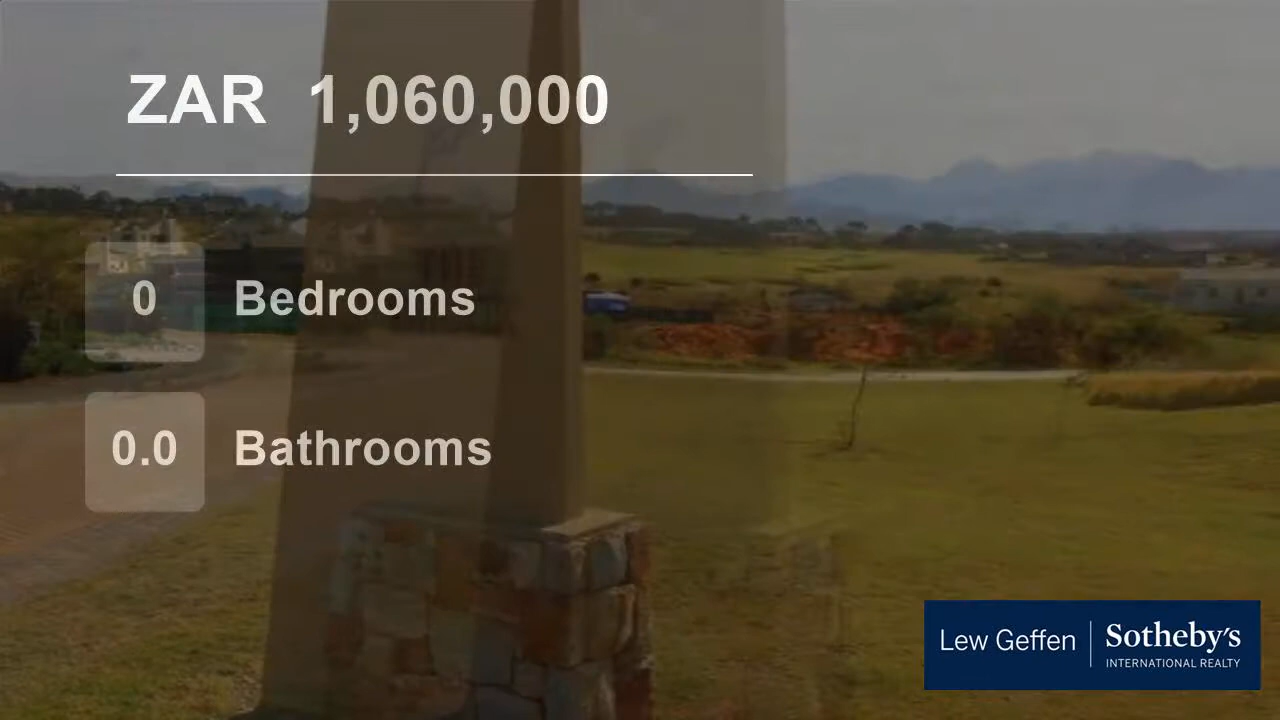 ZAR 1,060,000
0 Bedrooms
0.0 Bathrooms
Lew Geffen
Sotheby's
INTERNATIONAL REALTY